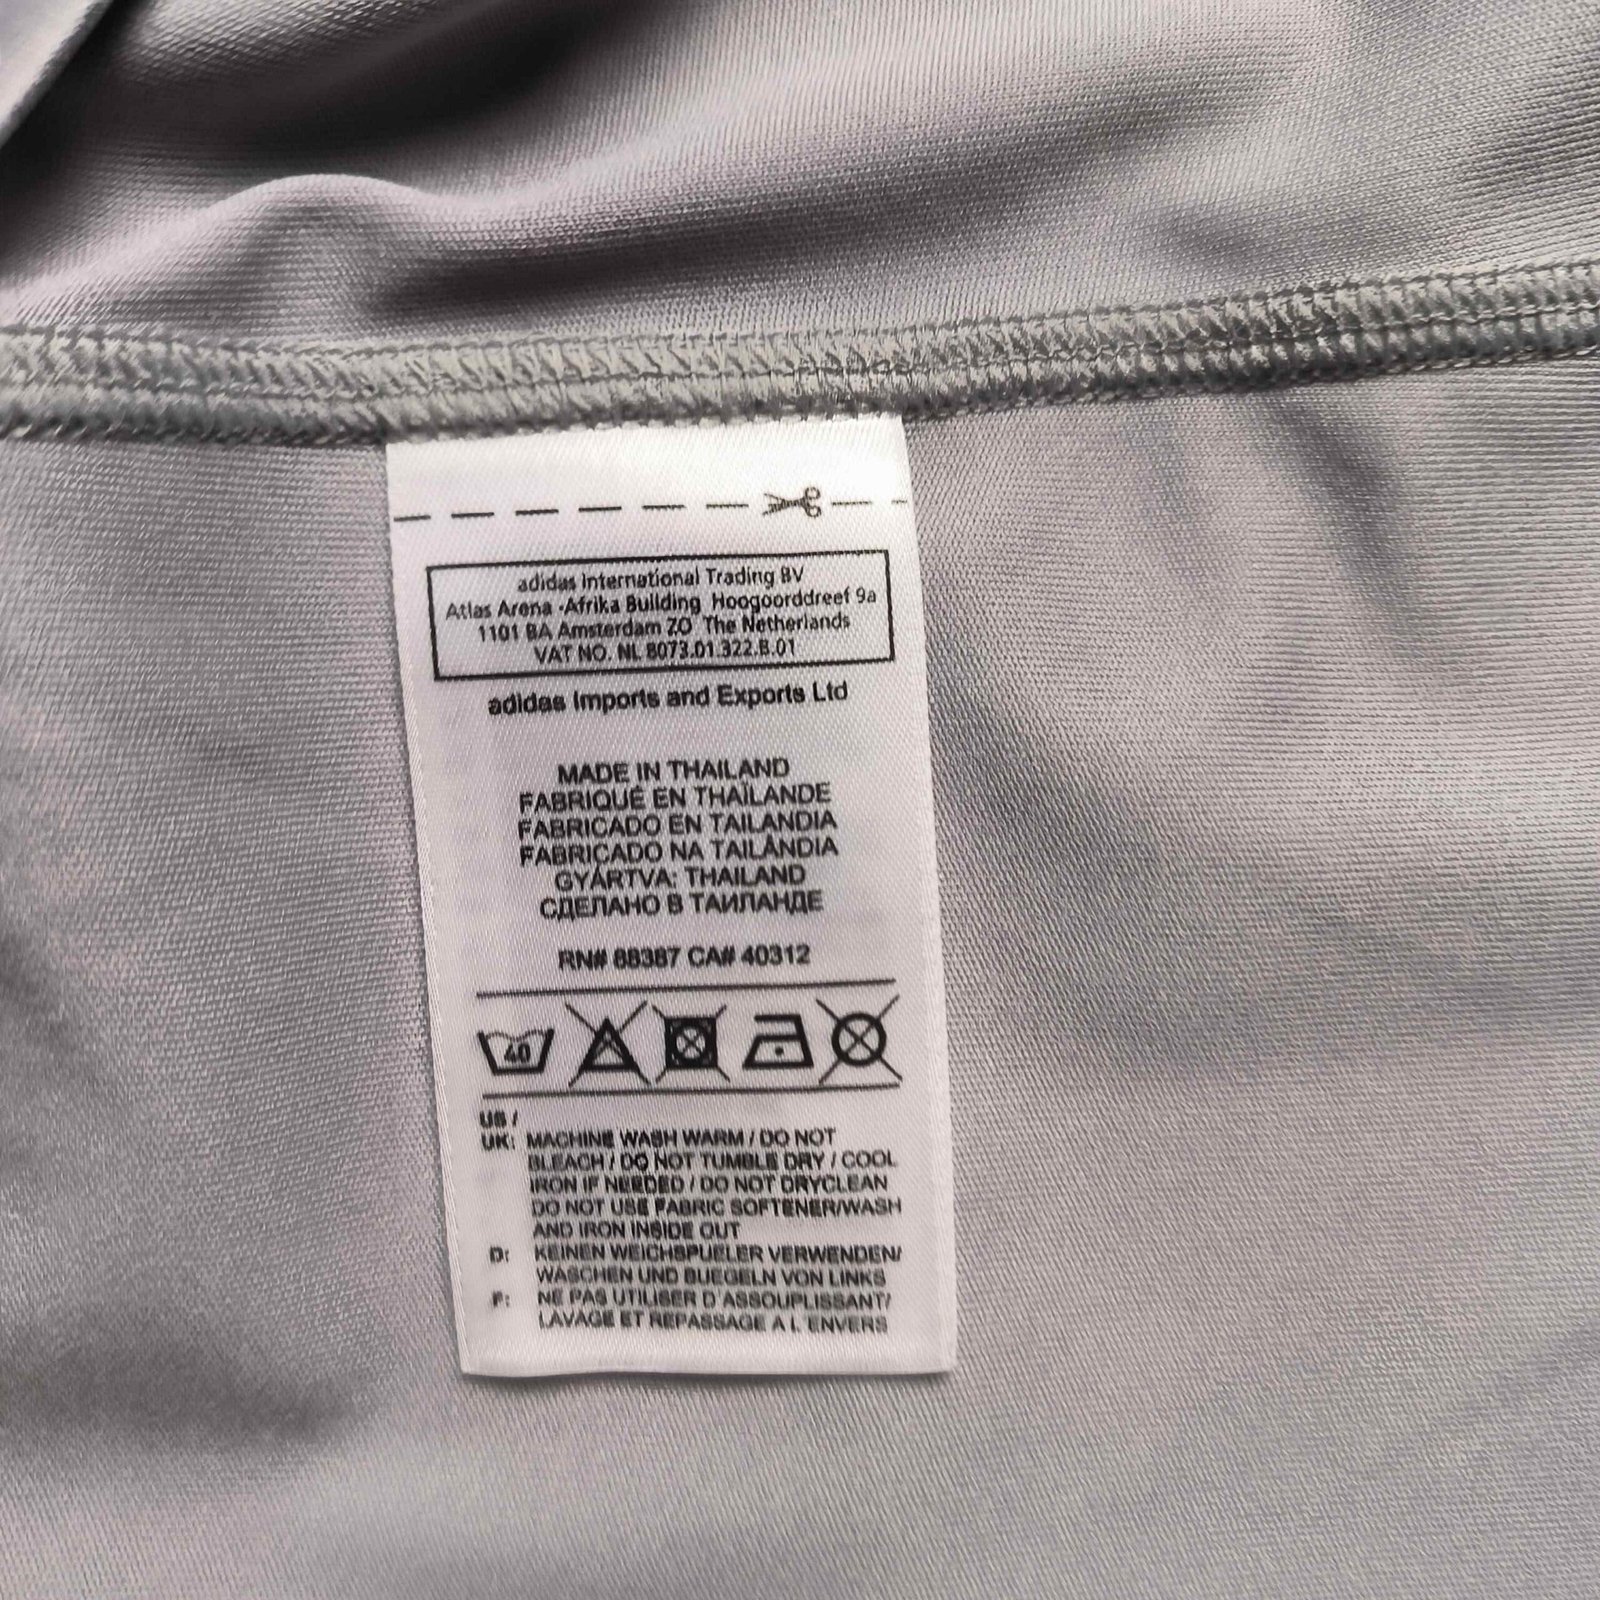 adidas International Trading BV
Atlas Arena -Afrika Building Hoogoorddreef 9a
1101 BA Amsterdam ZO The Netherlands
VAT NO. NL 8073.01.322.B.01
adidas Imports and Exports Ltd
MADE IN THAILAND
FABRIQUÉ EN THAÏLANDE
FABRICADO EN TAILANDIA
FABRICADO NA TAILÂNDIA
GYÁRTVA: THAILAND
СДЕЛАНО В ТАИЛАНДЕ
RN# 88387 CA# 40312
40
US /
UK: MACHINE WASH WARM / DO NOT
BLEACH / DO NOT TUMBLE DRY / COOL
IRON IF NEEDED / DO NOT DRYCLEAN
DO NOT USE FABRIC SOFTENER/WASH
AND IRON INSIDE OUT
D: KEINEN WEICHSPUELER VERWENDEN/
WASCHEN UND BUEGELN VON LINKS
F: NE PAS UTILISER D'ASSOUPLISSANT/
LAVAGE ET REPASSAGE A L'ENVERS